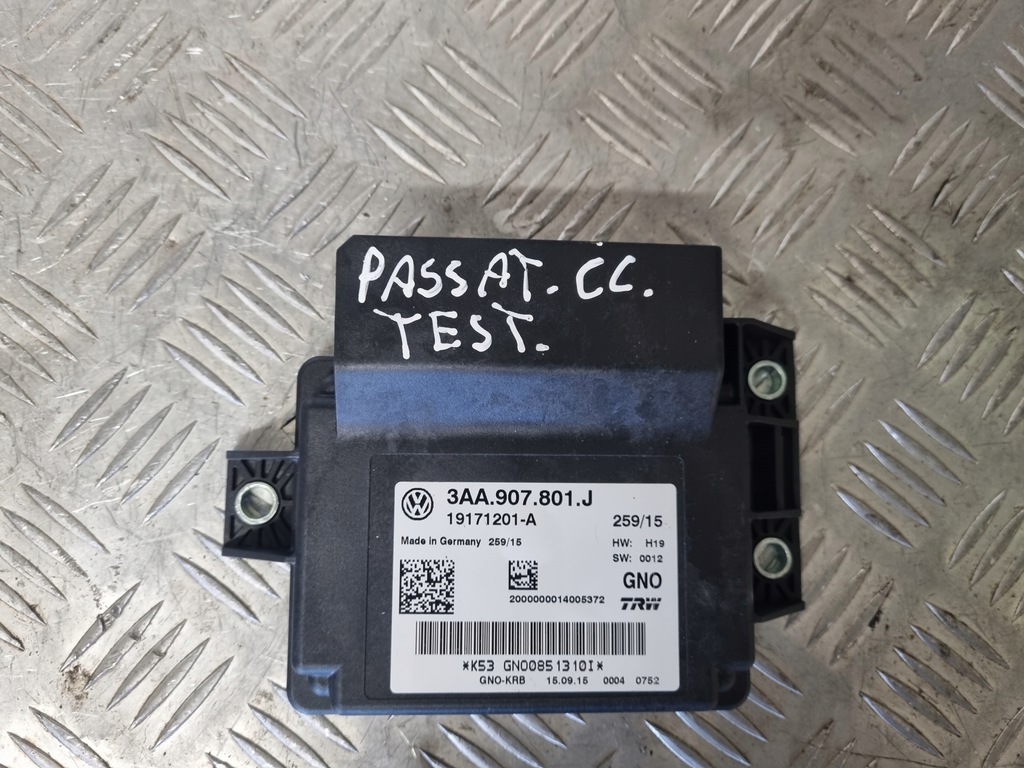 PASSAT. CC.
TEST.
3AA.907.801.J
19171201-A 259/15
Made in Germany 259/15 HW: H19
SW: 0012
GNO
2000000014005372 TRW
*K53 GNO0851310I*
GNO-KRB 15.09.15 0004 0752